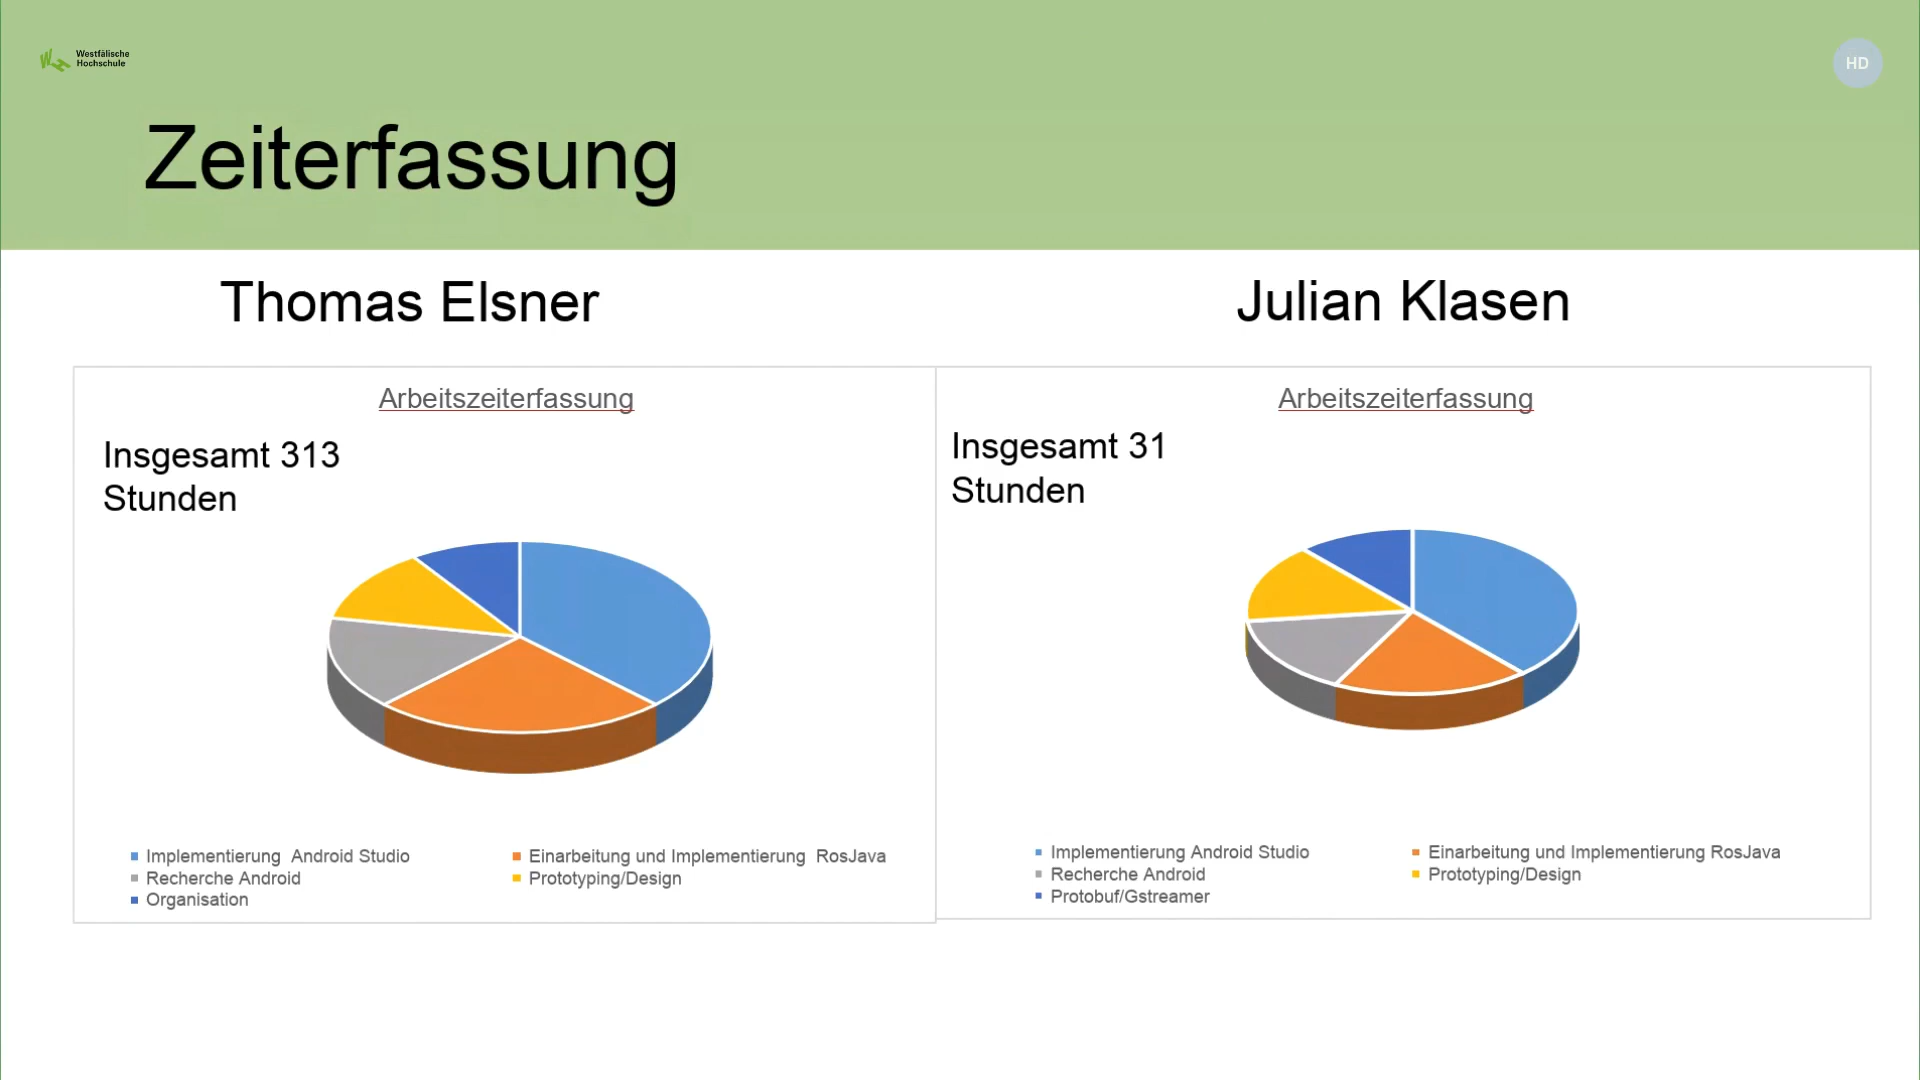 Westfälische
Hochschule
HD
Zeiterfassung
Thomas Elsner
Julian Klasen
Arbeitszeiterfassung
Insgesamt 313
Stunden
Implementierung Android Studio
Einarbeitung und Implementierung RosJava
Recherche Android
Prototyping/Design
Organisation
Arbeitszeiterfassung
Insgesamt 31
Stunden
Implementierung Android Studio
Einarbeitung und Implementierung RosJava
Recherche Android
Prototyping/Design
Protobuf/Gstreamer